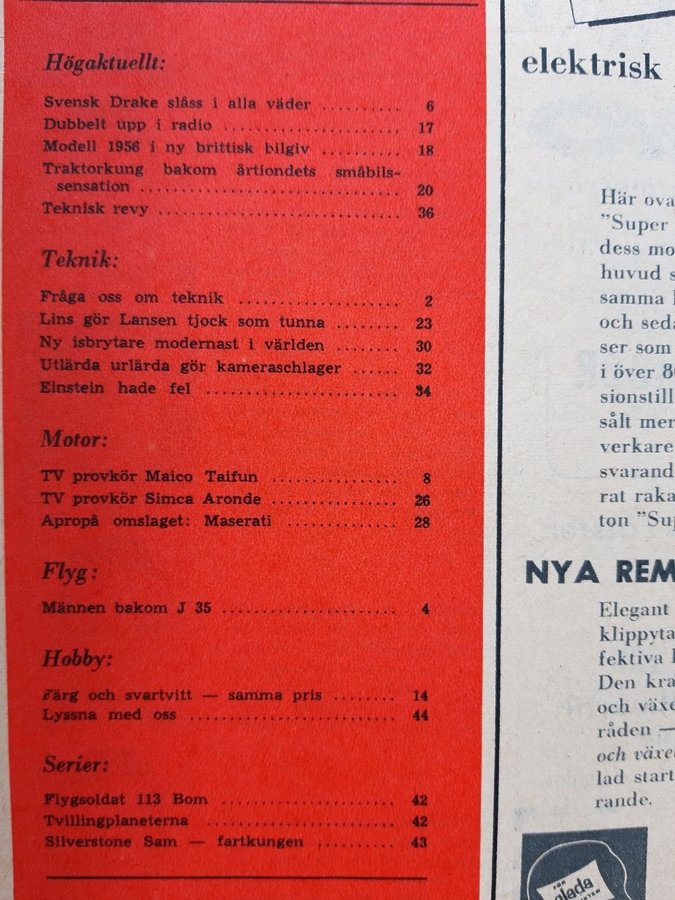 Högaktuellt:
Svensk Drake slåss i alla väder .......... 6
Dubbelt upp i radio .......... 17
Modell 1956 i ny brittisk bilgiv .......... 18
Traktorkung bakom årtiondets småbils-
sensation .......... 20
Teknisk revy .......... 36
Teknik:
Fråga oss om teknik .......... 2
Lins gör Lansen tjock som tunna .......... 23
Ny isbrytare modernast i världen .......... 30
Utlärda urlärda gör kameraschlager .......... 32
Einstein hade fel .......... 34
Motor:
TV provkör Maico Taifun .......... 8
TV provkör Simca Aronde .......... 26
Apropå omslaget: Maserati .......... 28
Flyg:
Männen bakom J 35 .......... 4
Hobby:
Färg och svartvitt — samma pris .......... 14
Lyssna med oss .......... 44
Serier:
Flygsoldat 113 Bom .......... 42
Tvillingplaneterna .......... 42
Silverstone Sam — fartkungen .......... 43
elektrisk
Här ova
"Super
dess mo
huvud s
samma
och seda
ser som
i över 8
sionstill
sålt mer
verkare
svarand
rat raka
ton "Su
NYA REM
Elegant
klippyta
fektiva
Den kra
och växe
råden —
och växe
lad start
rande.
FÖR
glada